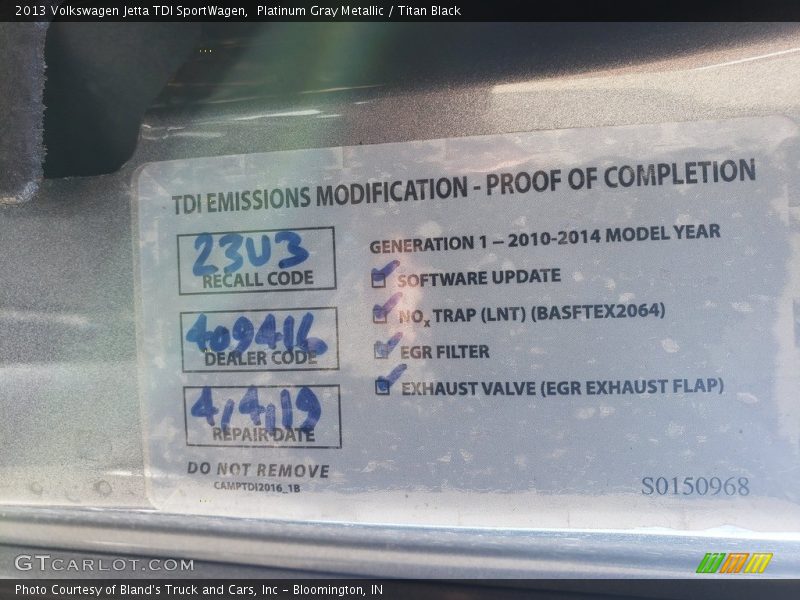 2013 Volkswagen Jetta TDI SportWagen, Platinum Gray Metallic / Titan Black
TDI EMISSIONS MODIFICATION - PROOF OF COMPLETION
23U3
RECALL CODE
409416
DEALER CODE
4,4,19
REPAIR DATE
DO NOT REMOVE
CAMPTDI2016_1B
GENERATION 1 – 2010-2014 MODEL YEAR
SOFTWARE UPDATE
NOx TRAP (LNT) (BASFTEX2064)
EGR FILTER
EXHAUST VALVE (EGR EXHAUST FLAP)
S0150968
GTCARLOT.COM
Photo Courtesy of Bland's Truck and Cars, Inc – Bloomington, IN